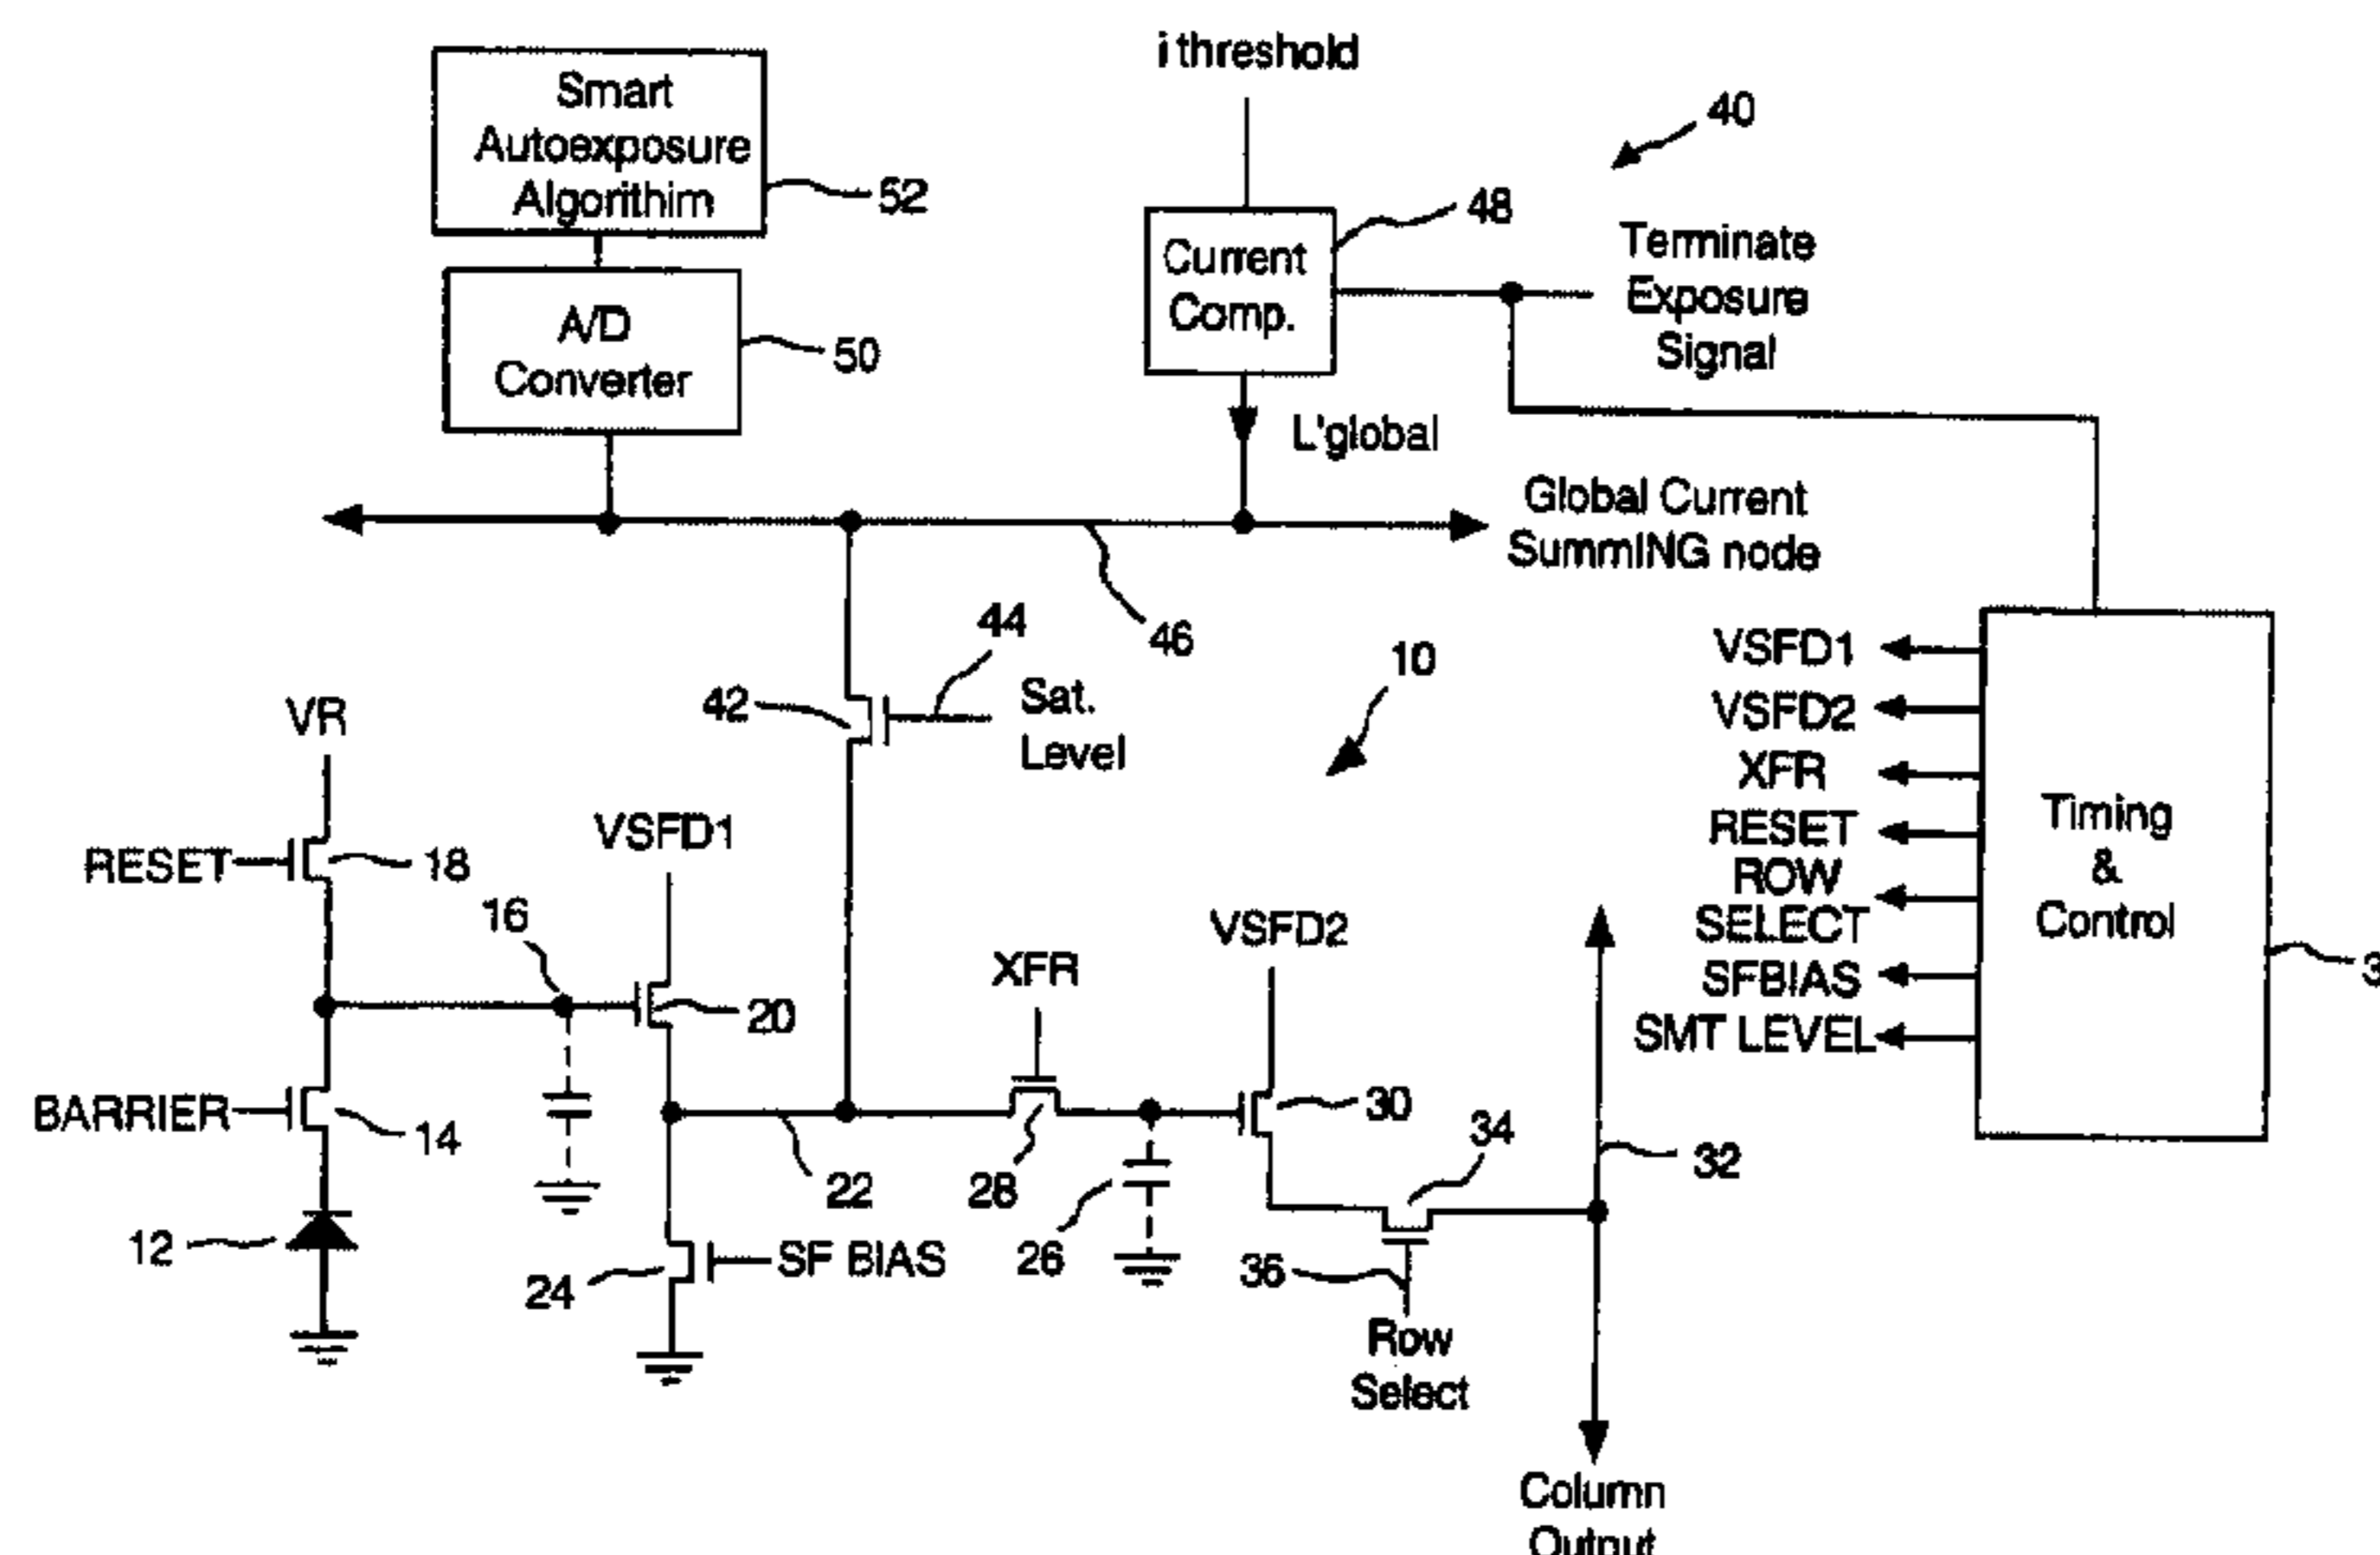 i threshold
40
Smart
Autoexposure
Algorithim
52
48
Current
Comp.
Terminate
Exposure
Signal
A/D
Converter
50
L'global
Global Current
SummING node
46
44
42
Sat.
Level
10
VR
RESET
18
VSFD1
16
20
BARRIER
14
12
22
24
SF BIAS
XFR
28
26
VSFD2
30
34
36
Row
Select
32
Column
Output
VSFD1
VSFD2
XFR
RESET
ROW
SELECT
SFBIAS
SMT LEVEL
Timing
&
Control